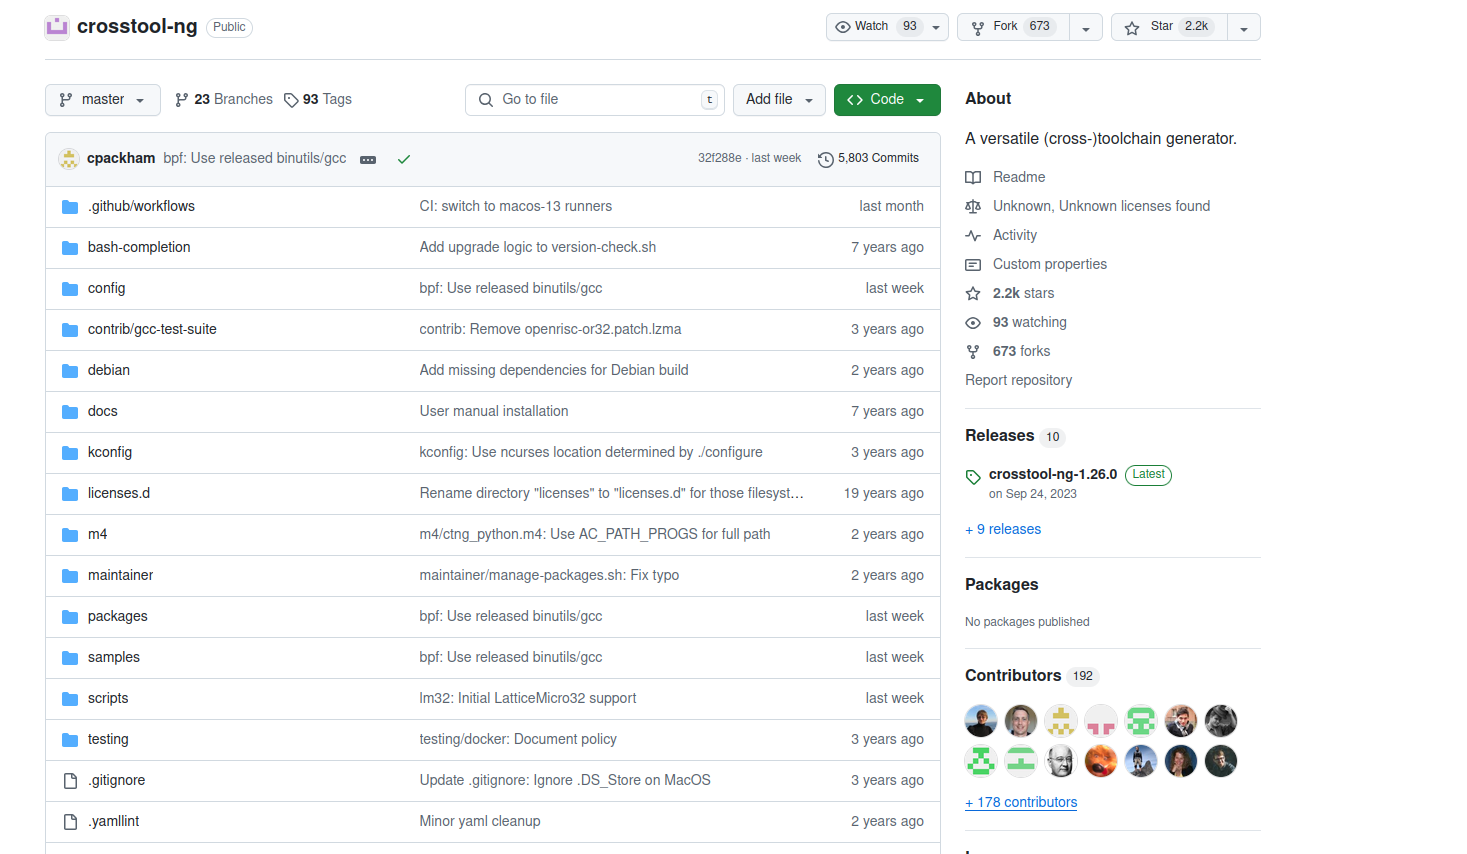 crosstool-ng Public Watch 93 Fork 673 Star 2.2k
master 23 Branches 93 Tags Go to file t Add file Code
cpackham bpf: Use released binutils/gcc 32f288e · last week 5,803 Commits
.github/workflows CI: switch to macos-13 runners last month
bash-completion Add upgrade logic to version-check.sh 7 years ago
config bpf: Use released binutils/gcc last week
contrib/gcc-test-suite contrib: Remove openrisc-or32.patch.lzma 3 years ago
debian Add missing dependencies for Debian build 2 years ago
docs User manual installation 7 years ago
kconfig kconfig: Use ncurses location determined by ./configure 3 years ago
licenses.d Rename directory "licenses" to "licenses.d" for those filesyst... 19 years ago
m4 m4/ctng_python.m4: Use AC_PATH_PROGS for full path 2 years ago
maintainer maintainer/manage-packages.sh: Fix typo 2 years ago
packages bpf: Use released binutils/gcc last week
samples bpf: Use released binutils/gcc last week
scripts lm32: Initial LatticeMicro32 support last week
testing testing/docker: Document policy 3 years ago
.gitignore Update .gitignore: Ignore .DS_Store on MacOS 3 years ago
.yamllint Minor yaml cleanup 2 years ago
About
A versatile (cross-)toolchain generator.
Readme
Unknown, Unknown licenses found
Activity
Custom properties
2.2k stars
93 watching
673 forks
Report repository
Releases 10
crosstool-ng-1.26.0 Latest
on Sep 24, 2023
+ 9 releases
Packages
No packages published
Contributors 192
+ 178 contributors